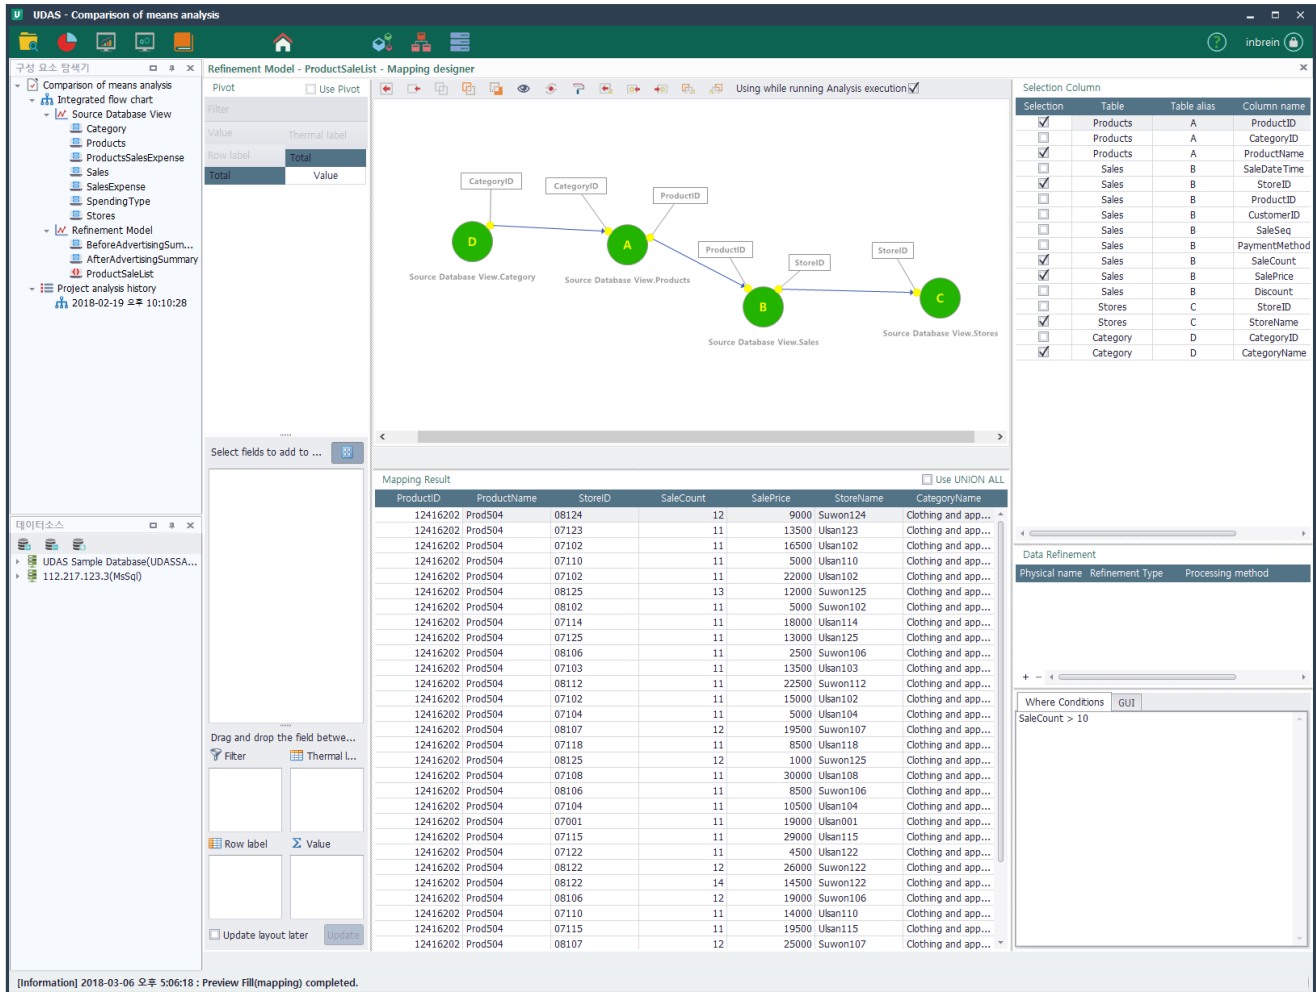 UDAS - Comparison of means analysis
inbrein
구성 요소 탐색기
Comparison of means analysis
Integrated flow chart
Source Database View
Category
Products
ProductsSalesExpense
Sales
SalesExpense
SpendingType
Stores
Refinement Model
BeforeAdvertisingSum...
AfterAdvertisingSummary
ProductSaleList
Project analysis history
2018-02-19 오후 10:10:28
데이터소스
UDAS Sample Database(UDASSA...
112.217.123.3(MsSql)
Refinement Model - ProductSaleList - Mapping designer
Pivot Use Pivot
Filter
Value Thermal label
Row label Total
Total Value
Select fields to add to ...
Drag and drop the field betwe...
Filter Thermal l...
Row label Σ Value
Update layout later Update
Using while running Analysis execution
CategoryID
CategoryID
ProductID
ProductID
StoreID
StoreID
D
A
B
C
Source Database View.Category
Source Database View.Products
Source Database View.Sales
Source Database View.Stores
Mapping Result Use UNION ALL
ProductID ProductName StoreID SaleCount SalePrice StoreName CategoryName
12416202 Prod504 08124 12 9000 Suwon124 Clothing and app...
12416202 Prod504 07123 11 13500 Ulsan123 Clothing and app...
12416202 Prod504 07102 11 16500 Ulsan102 Clothing and app...
12416202 Prod504 07110 11 5000 Ulsan110 Clothing and app...
12416202 Prod504 07102 11 22000 Ulsan102 Clothing and app...
12416202 Prod504 08125 13 12000 Suwon125 Clothing and app...
12416202 Prod504 08102 11 5000 Suwon102 Clothing and app...
12416202 Prod504 07114 11 18000 Ulsan114 Clothing and app...
12416202 Prod504 07125 11 13000 Ulsan125 Clothing and app...
12416202 Prod504 08106 11 2500 Suwon106 Clothing and app...
12416202 Prod504 07103 11 13500 Ulsan103 Clothing and app...
12416202 Prod504 08112 11 22500 Suwon112 Clothing and app...
12416202 Prod504 07102 11 15000 Ulsan102 Clothing and app...
12416202 Prod504 07104 11 5000 Ulsan104 Clothing and app...
12416202 Prod504 08107 12 19500 Suwon107 Clothing and app...
12416202 Prod504 07118 11 8500 Ulsan118 Clothing and app...
12416202 Prod504 08125 12 1000 Suwon125 Clothing and app...
12416202 Prod504 07108 11 30000 Ulsan108 Clothing and app...
12416202 Prod504 08106 11 8500 Suwon106 Clothing and app...
12416202 Prod504 07104 11 10500 Ulsan104 Clothing and app...
12416202 Prod504 07001 11 19000 Ulsan001 Clothing and app...
12416202 Prod504 07115 11 29000 Ulsan115 Clothing and app...
12416202 Prod504 07122 11 4500 Ulsan122 Clothing and app...
12416202 Prod504 08122 12 26000 Suwon122 Clothing and app...
12416202 Prod504 08122 14 14500 Suwon122 Clothing and app...
12416202 Prod504 08106 12 19000 Suwon106 Clothing and app...
12416202 Prod504 07110 11 14000 Ulsan110 Clothing and app...
12416202 Prod504 07115 11 19500 Ulsan115 Clothing and app...
12416202 Prod504 08107 12 25000 Suwon107 Clothing and app...
Selection Column
Selection Table Table alias Column name
Products A ProductID
Products A CategoryID
Products A ProductName
Sales B SaleDateTime
Sales B StoreID
Sales B ProductID
Sales B CustomerID
Sales B SaleSeq
Sales B PaymentMethod
Sales B SaleCount
Sales B SalePrice
Sales B Discount
Stores C StoreID
Stores C StoreName
Category D CategoryID
Category D CategoryName
Data Refinement
Physical name Refinement Type Processing method
Where Conditions GUI
SaleCount > 10
[Information] 2018-03-06 오후 5:06:18 : Preview Fill(mapping) completed.